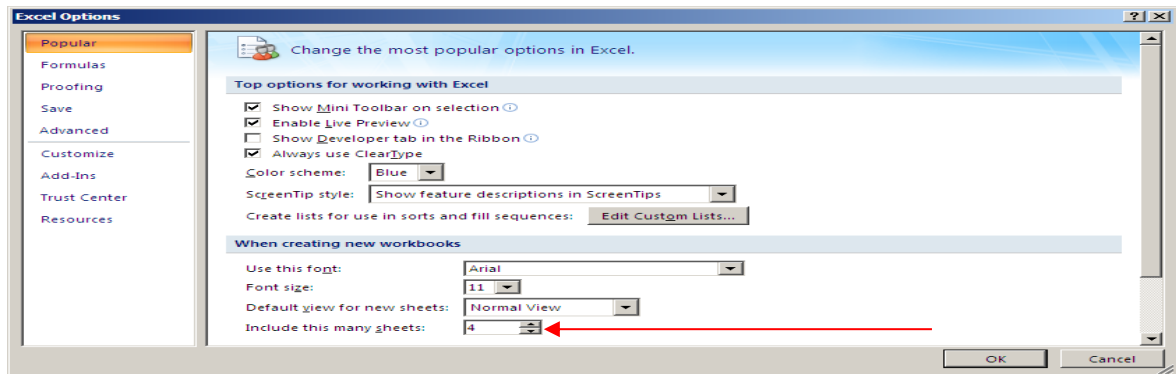 Excel Options
Popular
Formulas
Proofing
Save
Advanced
Customize
Add-Ins
Trust Center
Resources
Change the most popular options in Excel.
Top options for working with Excel
Show Mini Toolbar on selection
Enable Live Preview
Show Developer tab in the Ribbon
Always use ClearType
Color scheme: Blue
ScreenTip style: Show feature descriptions in ScreenTips
Create lists for use in sorts and fill sequences: Edit Custom Lists...
When creating new workbooks
Use this font: Arial
Font size: 11
Default view for new sheets: Normal View
Include this many sheets: 4
OK Cancel